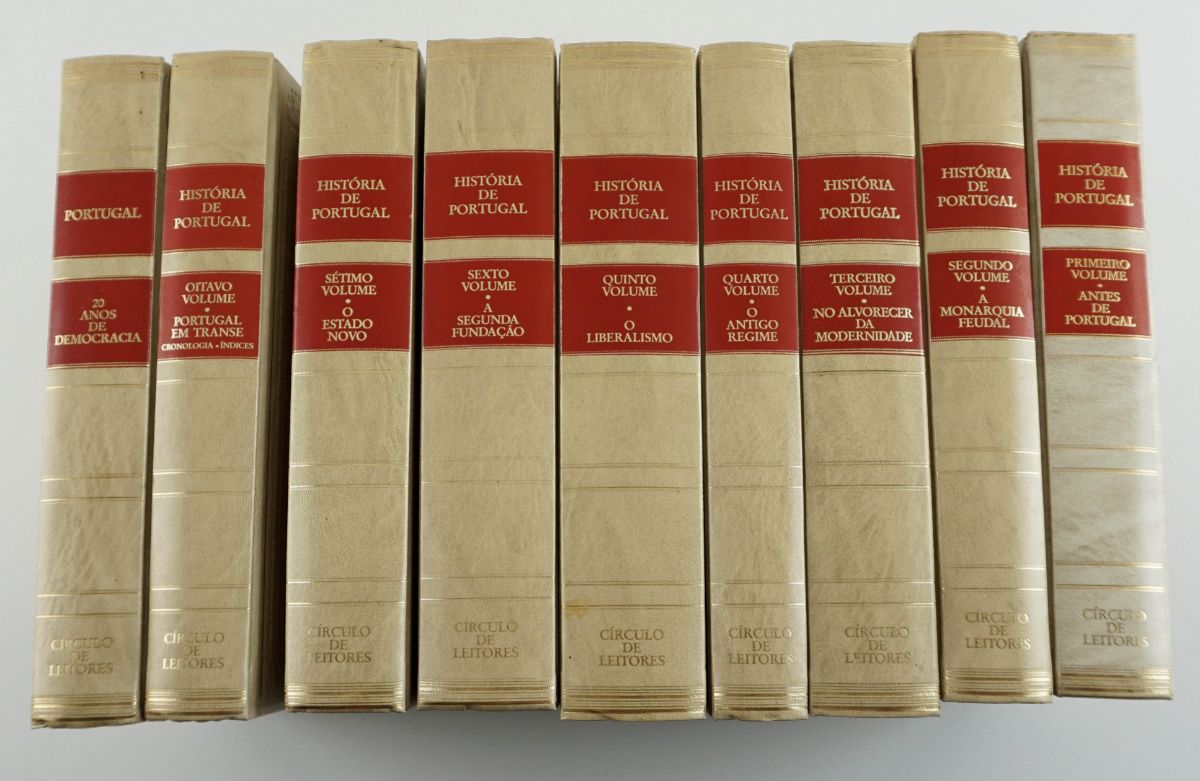 PORTUGAL
20
ANOS
DE
DEMOCRACIA
CÍRCULO
DE
LEITORES
HISTÓRIA
DE
PORTUGAL
OITAVO
VOLUME
•
PORTUGAL
EM TRANSE
CRONOLOGIA • ÍNDICES
CÍRCULO
DE
LEITORES
HISTÓRIA
DE
PORTUGAL
SÉTIMO
VOLUME
•
O
ESTADO
NOVO
CÍRCULO
DE
LEITORES
HISTÓRIA
DE
PORTUGAL
SEXTO
VOLUME
•
A
SEGUNDA
FUNDAÇÃO
CÍRCULO
DE
LEITORES
HISTÓRIA
DE
PORTUGAL
QUINTO
VOLUME
•
O
LIBERALISMO
CÍRCULO
DE
LEITORES
HISTÓRIA
DE
PORTUGAL
QUARTO
VOLUME
•
O
ANTIGO
REGIME
CÍRCULO
DE
LEITORES
HISTÓRIA
DE
PORTUGAL
TERCEIRO
VOLUME
•
NO ALVORECER
DA
MODERNIDADE
CÍRCULO
DE
LEITORES
HISTÓRIA
DE
PORTUGAL
SEGUNDO
VOLUME
•
A
MONARQUIA
FEUDAL
CÍRCULO
DE
LEITORES
HISTÓRIA
DE
PORTUGAL
PRIMEIRO
VOLUME
•
ANTES
DE
PORTUGAL
CÍRCULO
DE
LEITORES